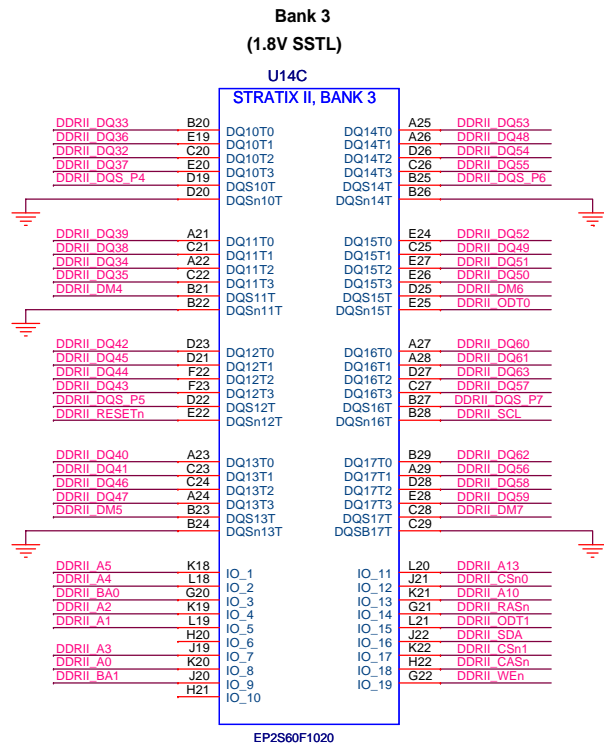 Bank 3
(1.8V SSTL)
U14C
STRATIX II, BANK 3
DDRII_DQ33 B20 DQ10T0 DQ14T0 A25 DDRII_DQ53
DDRII_DQ36 E19 DQ10T1 DQ14T1 A26 DDRII_DQ48
DDRII_DQ32 C20 DQ10T2 DQ14T2 D26 DDRII_DQ54
DDRII_DQ37 E20 DQ10T3 DQ14T3 C26 DDRII_DQ55
DDRII_DQS_P4 D19 DQS10T DQS14T B25 DDRII_DQS_P6
D20 DQSn10T DQSn14T B26
DDRII_DQ39 A21 DQ11T0 DQ15T0 E24 DDRII_DQ52
DDRII_DQ38 C21 DQ11T1 DQ15T1 C25 DDRII_DQ49
DDRII_DQ34 A22 DQ11T2 DQ15T2 E27 DDRII_DQ51
DDRII_DQ35 C22 DQ11T3 DQ15T3 E26 DDRII_DQ50
DDRII_DM4 B21 DQS11T DQS15T D25 DDRII_DM6
B22 DQSn11T DQSn15T E25 DDRII_ODT0
DDRII_DQ42 D23 DQ12T0 DQ16T0 A27 DDRII_DQ60
DDRII_DQ45 D21 DQ12T1 DQ16T1 A28 DDRII_DQ61
DDRII_DQ44 F22 DQ12T2 DQ16T2 D27 DDRII_DQ63
DDRII_DQ43 F23 DQ12T3 DQ16T3 C27 DDRII_DQ57
DDRII_DQS_P5 D22 DQS12T DQS16T B27 DDRII_DQS_P7
DDRII_RESETn E22 DQSn12T DQSn16T B28 DDRII_SCL
DDRII_DQ40 A23 DQ13T0 DQ17T0 B29 DDRII_DQ62
DDRII_DQ41 C23 DQ13T1 DQ17T1 A29 DDRII_DQ56
DDRII_DQ46 C24 DQ13T2 DQ17T2 D28 DDRII_DQ58
DDRII_DQ47 A24 DQ13T3 DQ17T3 E28 DDRII_DQ59
DDRII_DM5 B23 DQS13T DQS17T C28 DDRII_DM7
B24 DQSn13T DQSB17T C29
DDRII_A5 K18 IO_1 IO_11 L20 DDRII_A13
DDRII_A4 L18 IO_2 IO_12 J21 DDRII_CSn0
DDRII_BA0 G20 IO_3 IO_13 K21 DDRII_A10
DDRII_A2 K19 IO_4 IO_14 G21 DDRII_RASn
DDRII_A1 L19 IO_5 IO_15 L21 DDRII_ODT1
H20 IO_6 IO_16 J22 DDRII_SDA
DDRII_A3 J19 IO_7 IO_17 K22 DDRII_CSn1
DDRII_A0 K20 IO_8 IO_18 H22 DDRII_CASn
DDRII_BA1 J20 IO_9 IO_19 G22 DDRII_WEn
H21 IO_10
EP2S60F1020